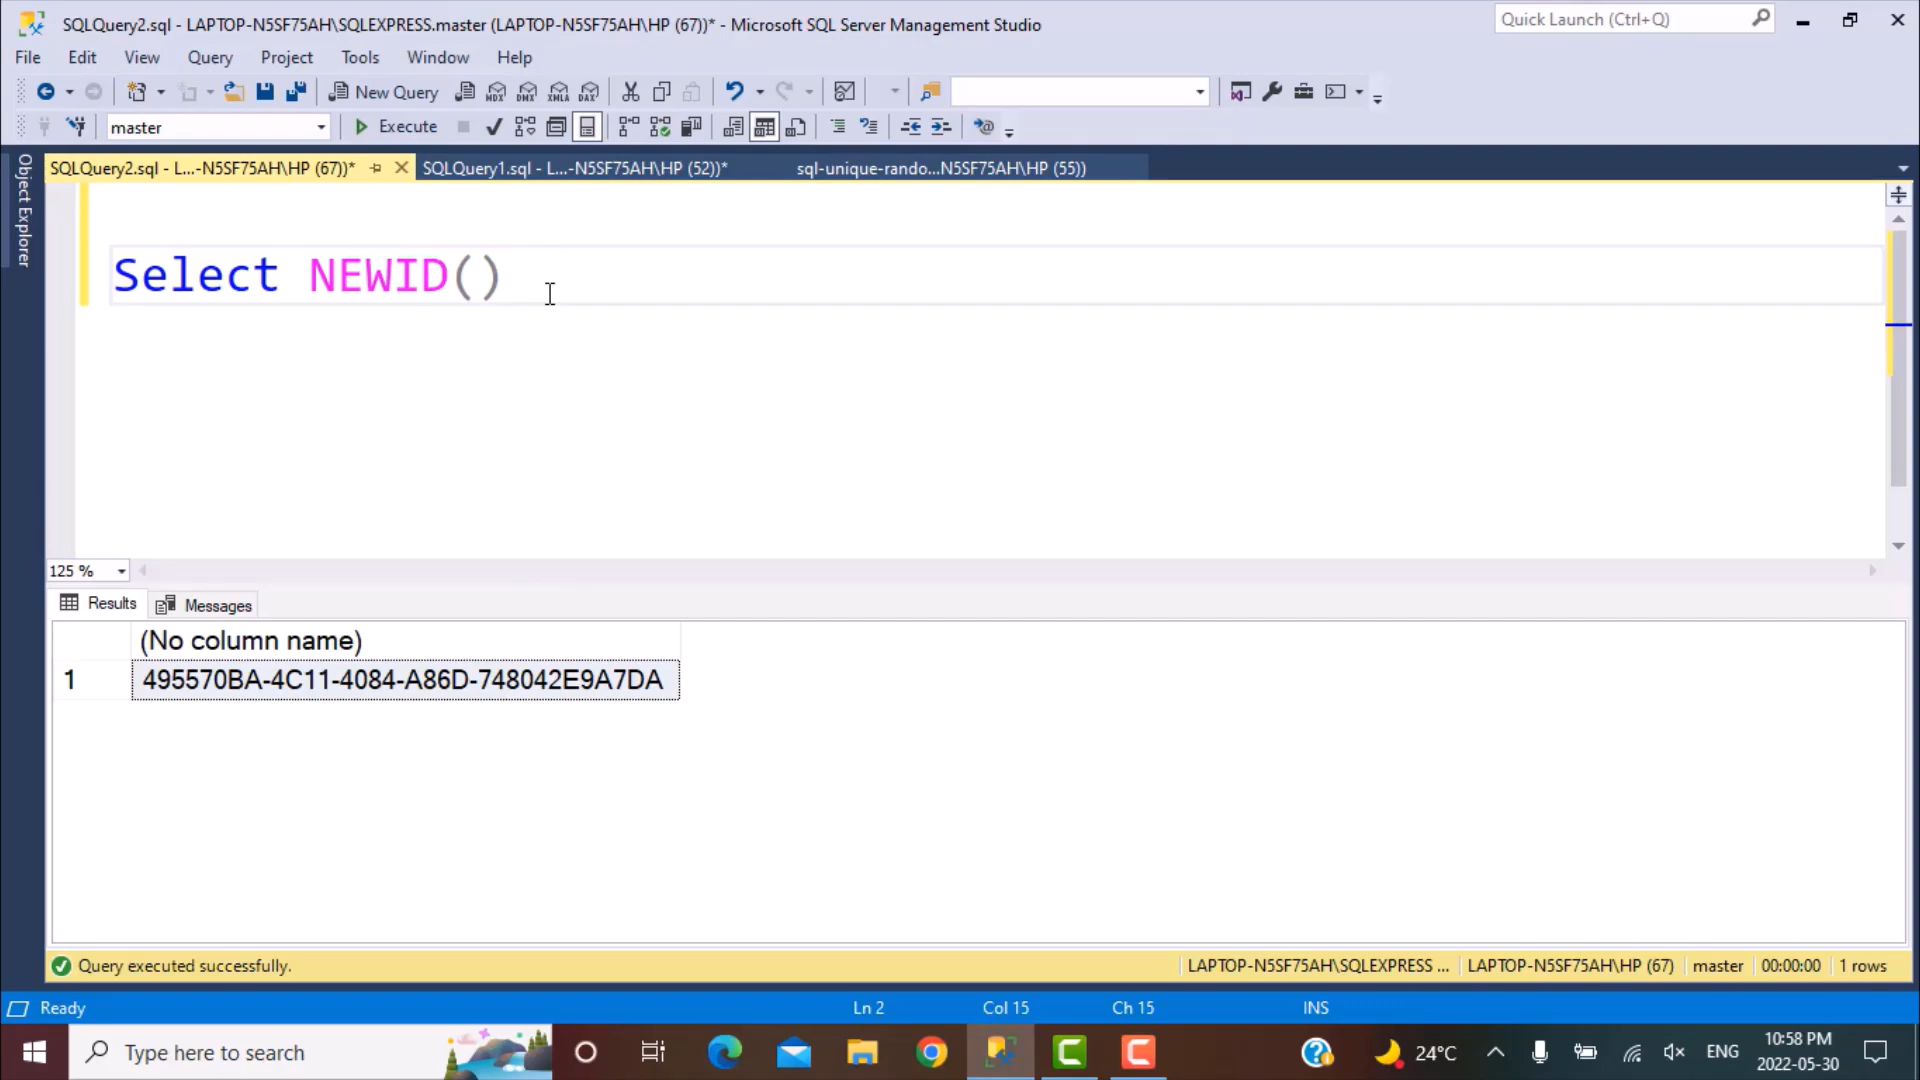 SQLQuery2.sql - LAPTOP-N5SF75AH\SQLEXPRESS.master (LAPTOP-N5SF75AH\HP (67))* - Microsoft SQL Server Management Studio
Quick Launch (Ctrl+Q)
File Edit View Query Project Tools Window Help
New Query MDX DMX XMLA DAX
master Execute
SQLQuery2.sql - L...-N5SF75AH\HP (67))* SQLQuery1.sql - L...-N5SF75AH\HP (52))* sql-unique-rando...N5SF75AH\HP (55))
Object Explorer
Select NEWID()
125 %
Results Messages
(No column name)
1 495570BA-4C11-4084-A86D-748042E9A7DA
Query executed successfully. LAPTOP-N5SF75AH\SQLEXPRESS ... LAPTOP-N5SF75AH\HP (67) master 00:00:00 1 rows
Ready Ln 2 Col 15 Ch 15 INS
Type here to search 24°C ENG 10:58 PM
2022-05-30